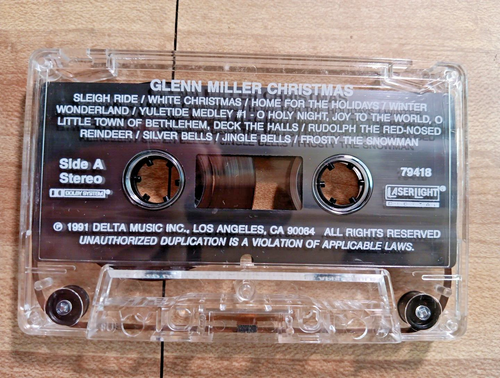 GLENN MILLER CHRISTMAS
SLEIGH RIDE / WHITE CHRISTMAS / HOME FOR THE HOLIDAYS / WINTER
WONDERLAND / YULETIDE MEDLEY #1 - O HOLY NIGHT, JOY TO THE WORLD, O
LITTLE TOWN OF BETHLEHEM, DECK THE HALLS / RUDOLPH THE RED-NOSED
REINDEER / SILVER BELLS / JINGLE BELLS / FROSTY THE SNOWMAN
Side A
Stereo
DOLBY SYSTEM
79418
LASERLIGHT
℗ 1991 DELTA MUSIC INC., LOS ANGELES, CA 90064 ALL RIGHTS RESERVED
UNAUTHORIZED DUPLICATION IS A VIOLATION OF APPLICABLE LAWS.